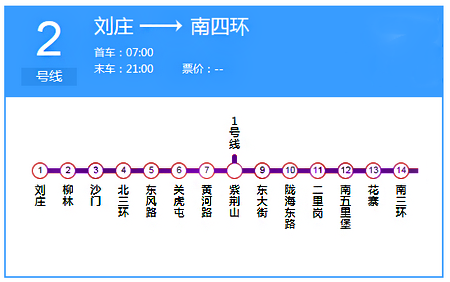 2
号线
刘庄 → 南四环
首车：07:00
末车：21:00 票价：--
1号线
1 2 3 4 5 6 7 9 10 11 12 13 14
刘庄
柳林
沙门
北三环
东风路
关虎屯
黄河路
紫荆山
东大街
陇海东路
二里岗
南五里堡
花寨
南三环